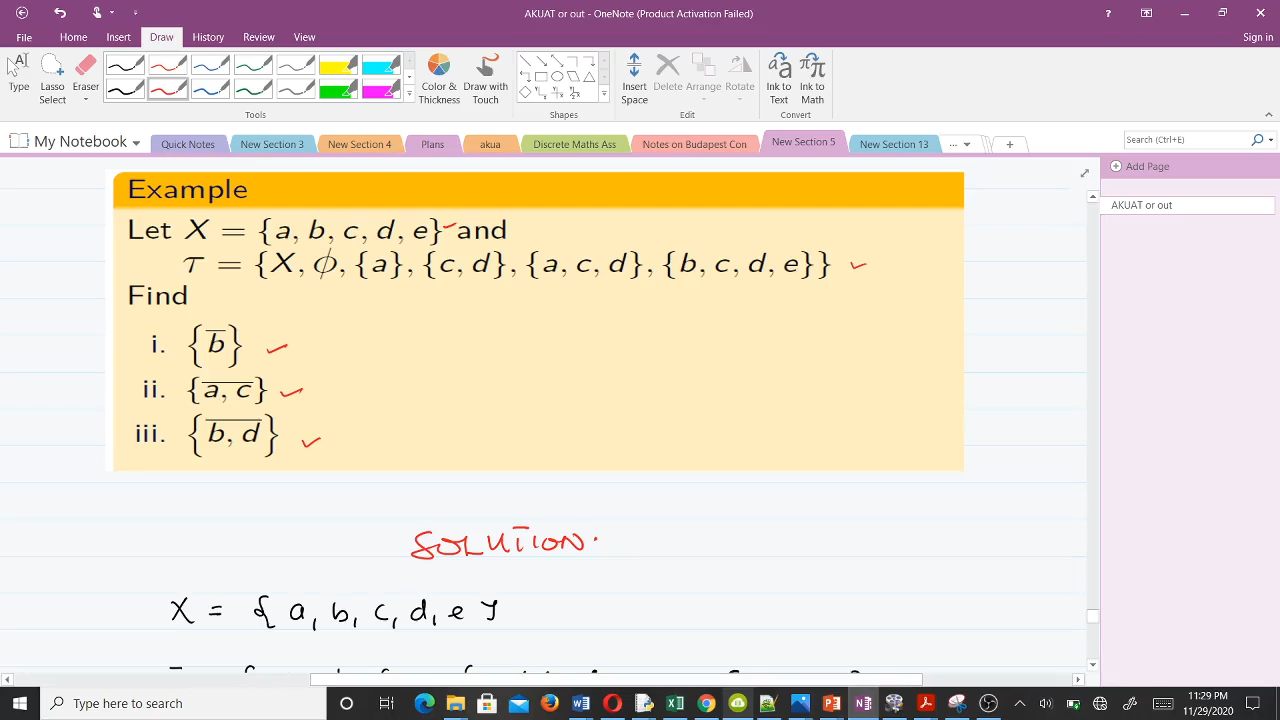 AKUAT or out - OneNote (Product Activation Failed)
File Home Insert Draw History Review View Sign in
Type Lasso Select Eraser Color & Thickness Draw with Touch Insert Space Delete Arrange Rotate Ink to Text Ink to Math
Tools Shapes Edit Convert
My Notebook Quick Notes New Section 3 New Section 4 Plans akua Discrete Maths Ass Notes on Budapest Con New Section 5 New Section 13 ... Search (Ctrl+E)
Add Page
AKUAT or out
Example
Let X = {a, b, c, d, e} and
τ = {X, ϕ, {a}, {c, d}, {a, c, d}, {b, c, d, e}}
Find
i. {b̅}
ii. {a̅,̅ ̅c̅}
iii. {b̅,̅ ̅d̅}
SOLUTION.
X = { a, b, c, d, e }
Type here to search
11:29 PM
11/29/2020